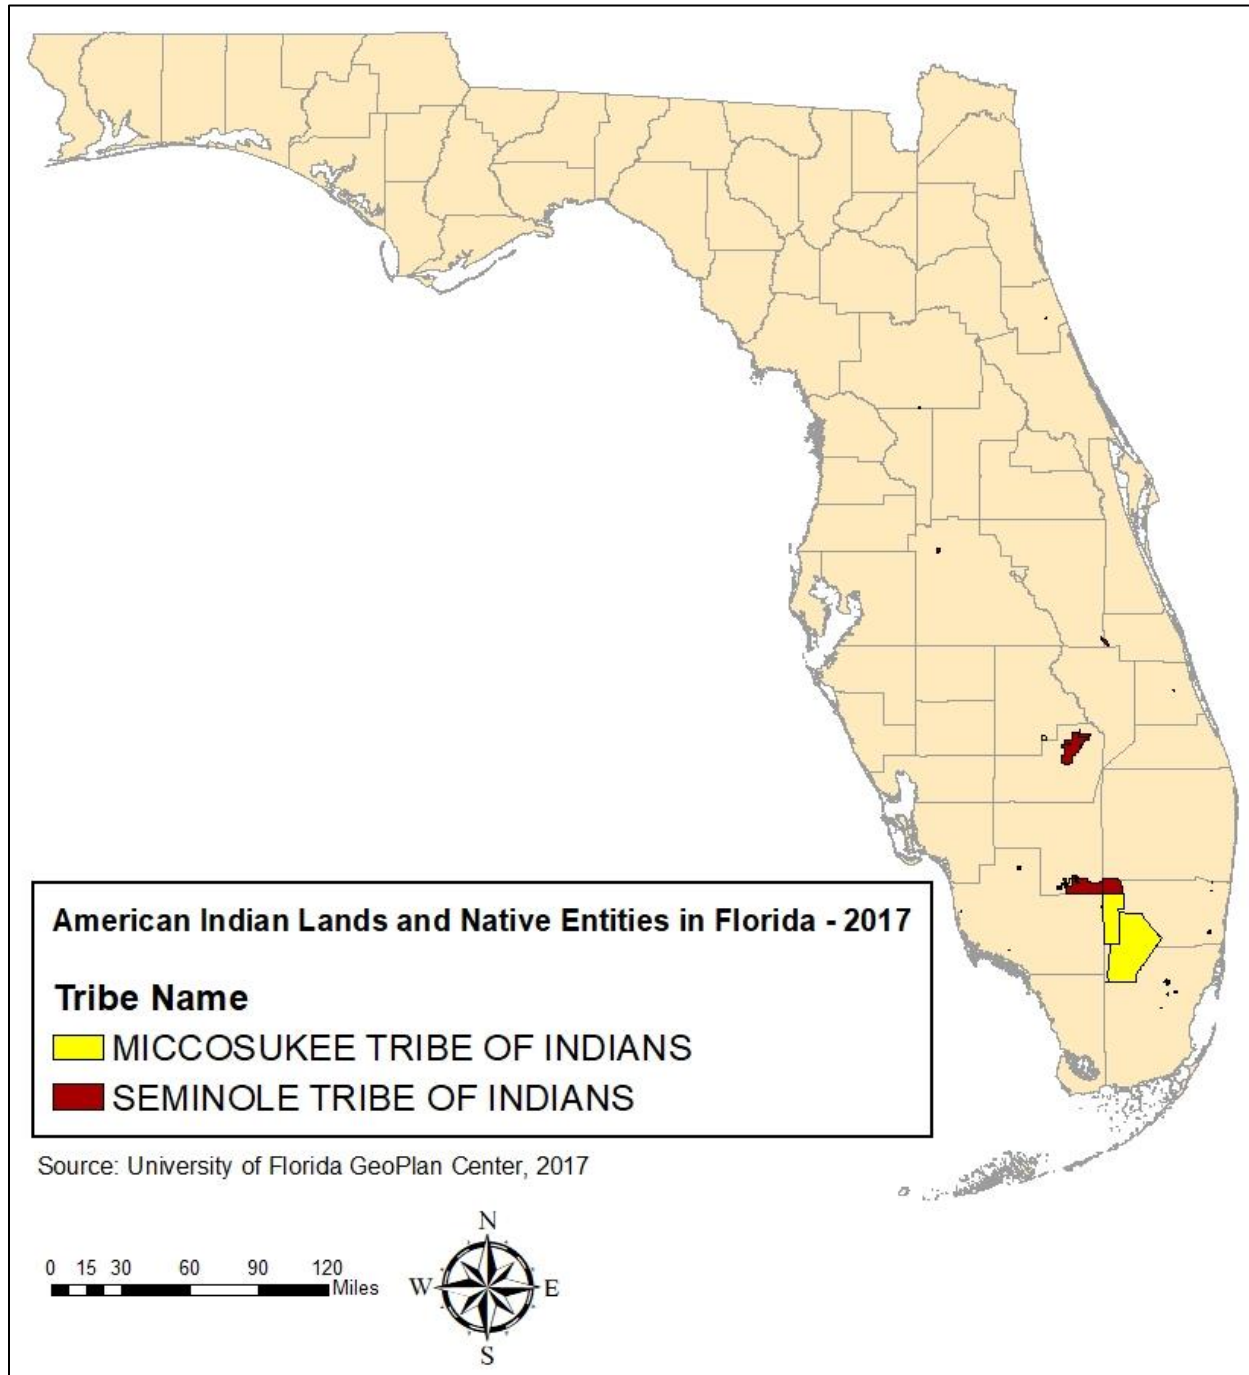 American Indian Lands and Native Entities in Florida - 2017
Tribe Name
MICCOSUKEE TRIBE OF INDIANS
SEMINOLE TRIBE OF INDIANS
Source: University of Florida GeoPlan Center, 2017
0 15 30 60 90 120
Miles
N
W E
S